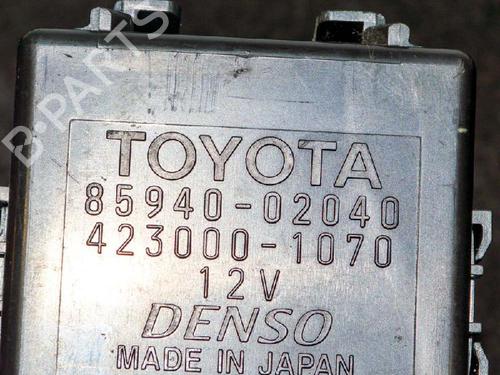 B-PARTS
TOYOTA
85940-02040
423000-1070
12V
DENSO
MADE IN JAPAN